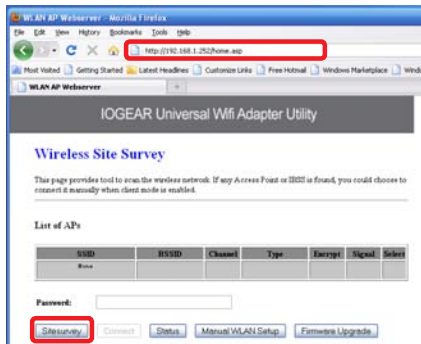 WLAN AP Webserver - Mozilla Firefox
File Edit View History Bookmarks Tools Help
http://192.168.1.252/home.asp
Most Visited Getting Started Latest Headlines Customize Links Free Hotmail Windows Marketplace Wind
WLAN AP Webserver
IOGEAR Universal Wifi Adapter Utility
Wireless Site Survey
This page provides tool to scan the wireless network. If any Access Point or IBSS is found, you could choose to
connect it manually when client mode is enabled.
List of APs
SSID BSSID Channel Type Encrypt Signal Select
None
Password:
Sitesurvey Connect Status Manual WLAN Setup Firmware Upgrade